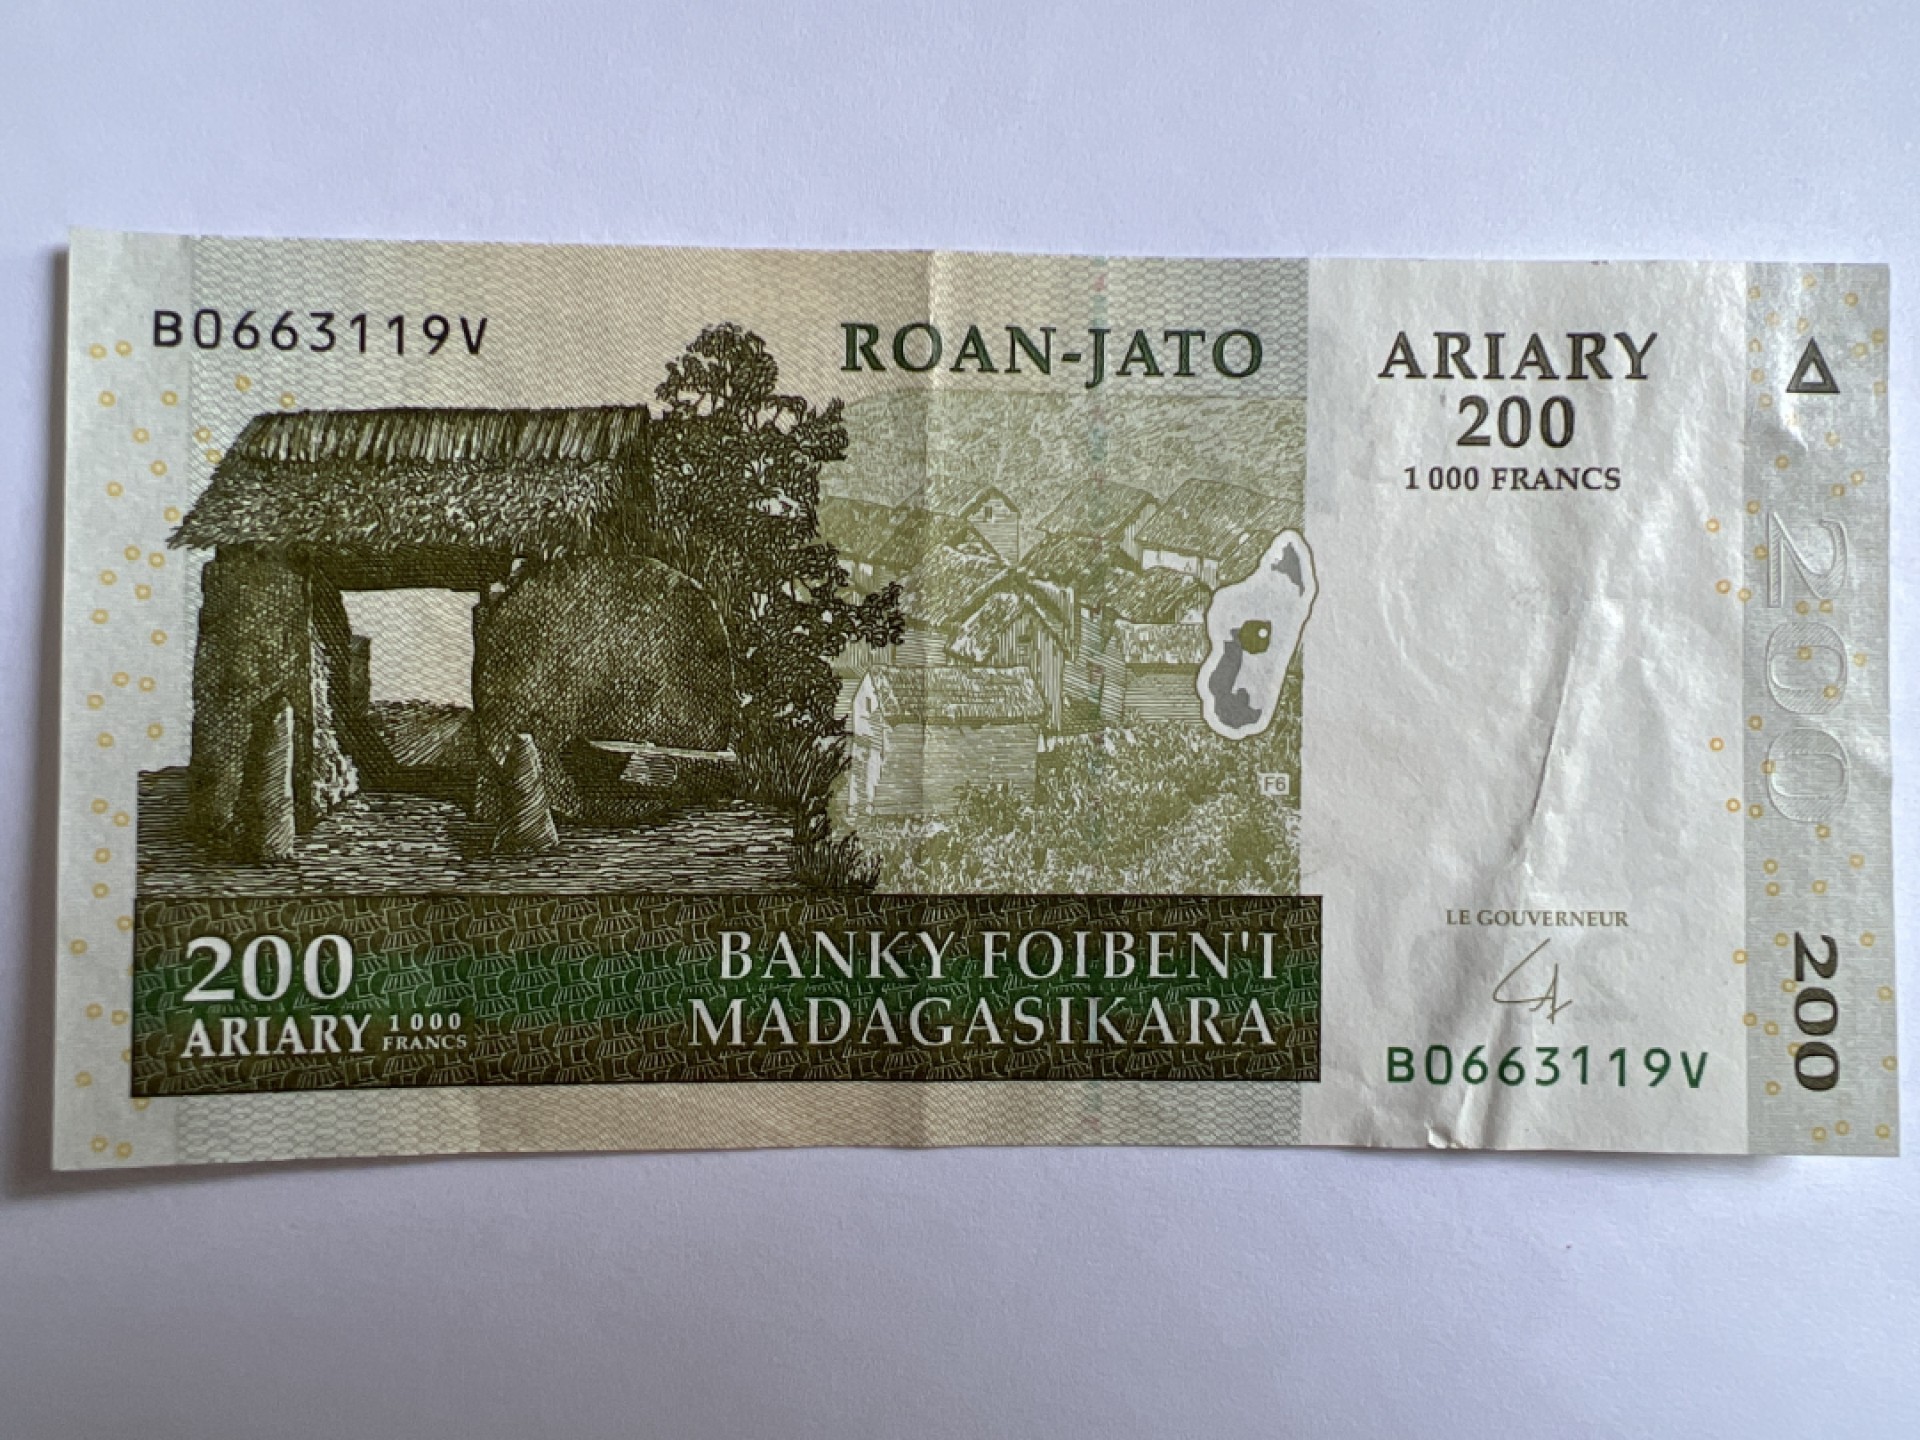 B0663119V
ROAN-JATO
ARIARY
200
1 000 FRANCS
200
F6
LE GOUVERNEUR
200
ARIARY 1 000
FRANCS
BANKY FOIBEN'I
MADAGASIKARA
B0663119V
200